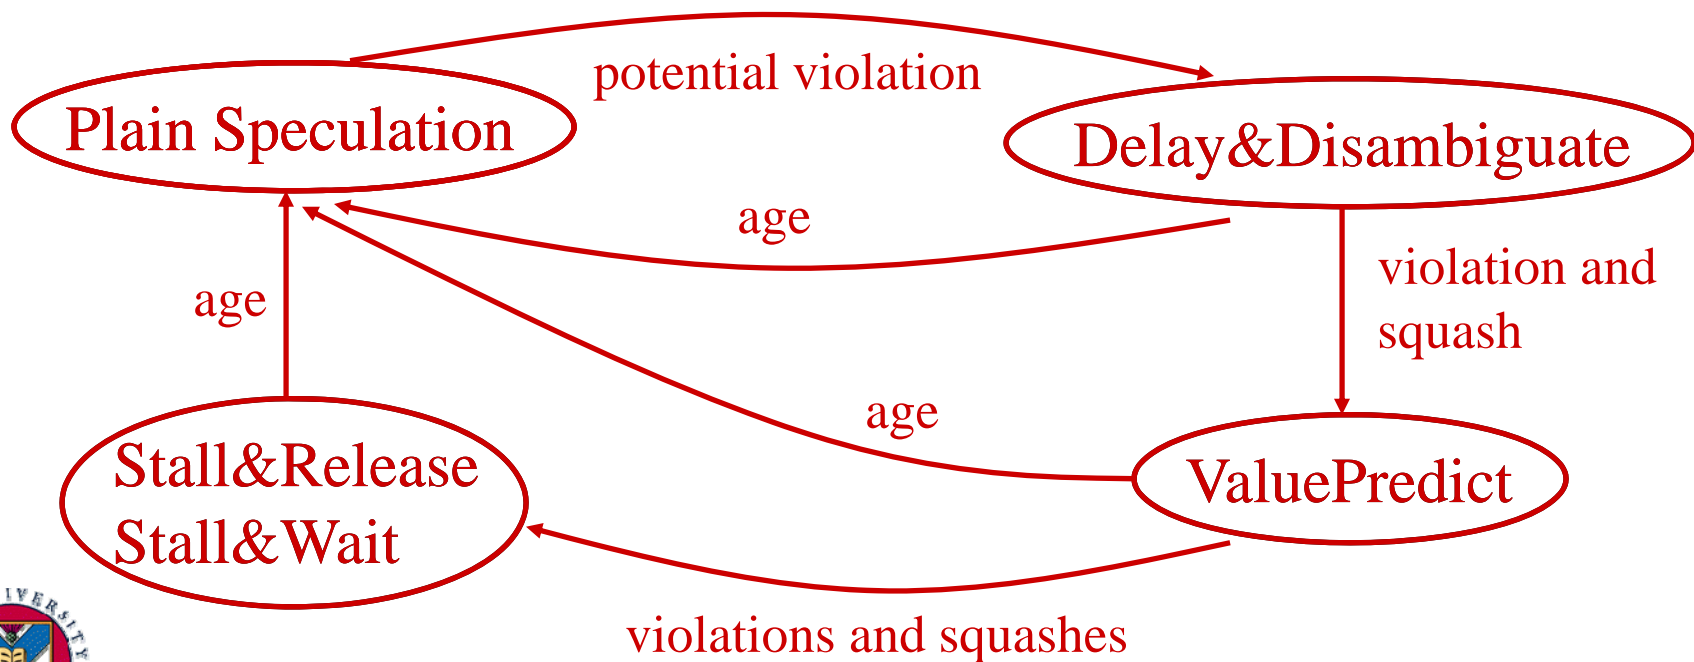 potential violation
Plain Speculation
Delay&Disambiguate
age
violation and
squash
age
age
Stall&Release
Stall&Wait
ValuePredict
violations and squashes
IVERSITY